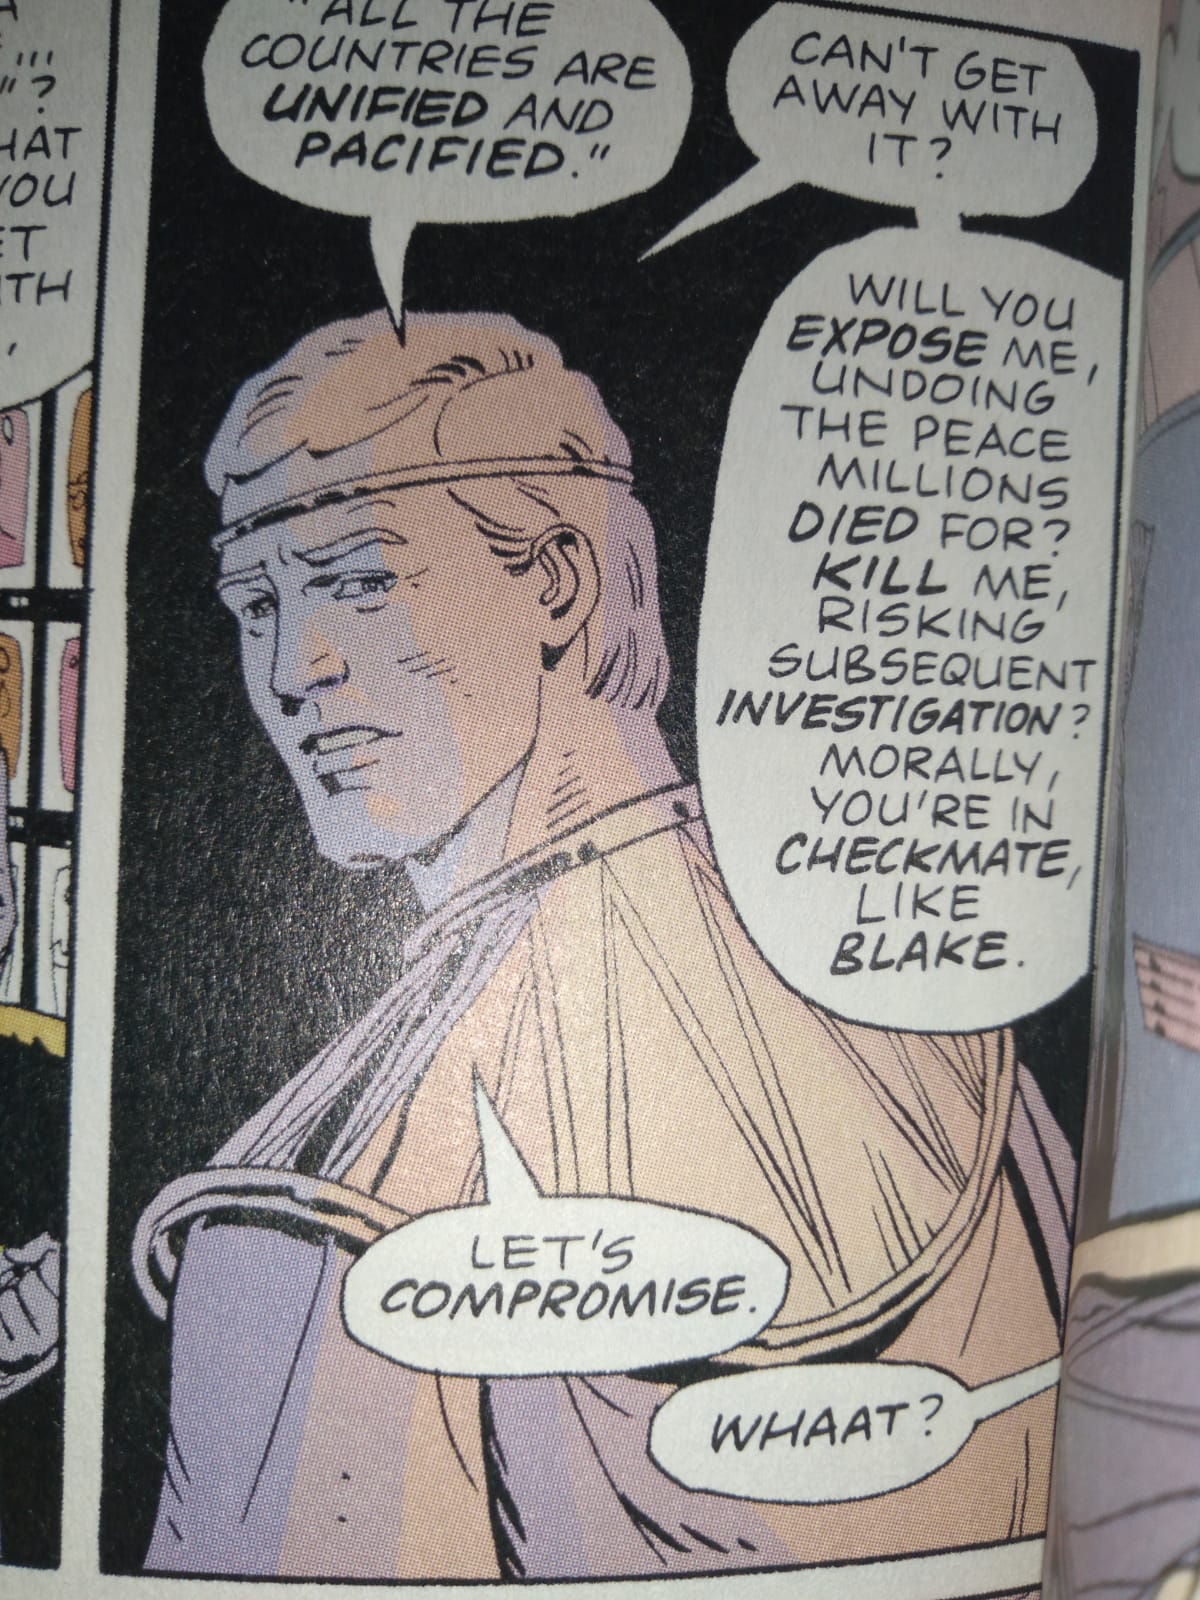 "ALL THE
COUNTRIES ARE
UNIFIED AND
PACIFIED."
CAN'T GET
AWAY WITH
IT?
WILL YOU
EXPOSE ME,
UNDOING
THE PEACE
MILLIONS
DIED FOR?
KILL ME,
RISKING
SUBSEQUENT
INVESTIGATION?
MORALLY,
YOU'RE IN
CHECKMATE,
LIKE
BLAKE.
LET'S
COMPROMISE.
WHAAT?
YOU